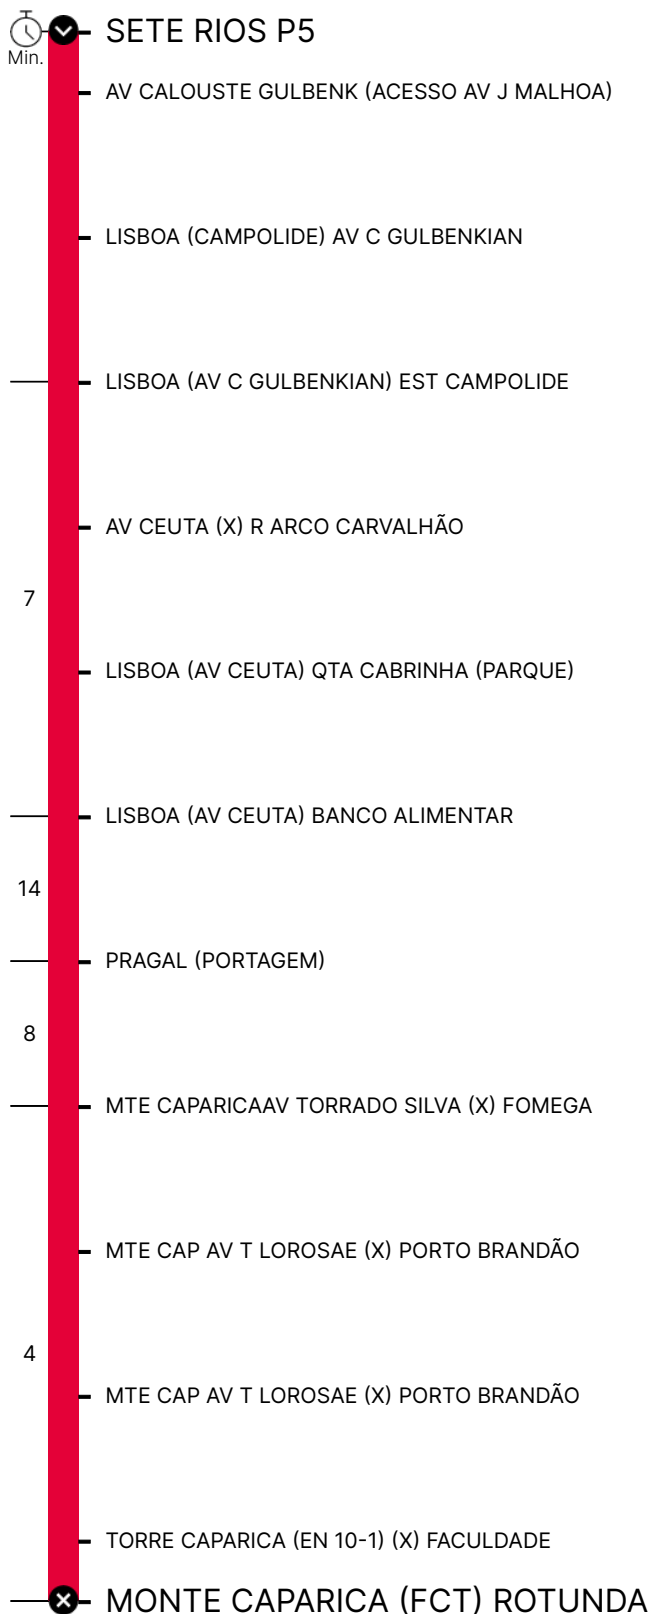 SETE RIOS P5
Min.
AV CALOUSTE GULBENK (ACESSO AV J MALHOA)
LISBOA (CAMPOLIDE) AV C GULBENKIAN
LISBOA (AV C GULBENKIAN) EST CAMPOLIDE
AV CEUTA (X) R ARCO CARVALHÃO
7
LISBOA (AV CEUTA) QTA CABRINHA (PARQUE)
LISBOA (AV CEUTA) BANCO ALIMENTAR
14
PRAGAL (PORTAGEM)
8
MTE CAPARICAAV TORRADO SILVA (X) FOMEGA
MTE CAP AV T LOROSAE (X) PORTO BRANDÃO
4
MTE CAP AV T LOROSAE (X) PORTO BRANDÃO
TORRE CAPARICA (EN 10-1) (X) FACULDADE
MONTE CAPARICA (FCT) ROTUNDA